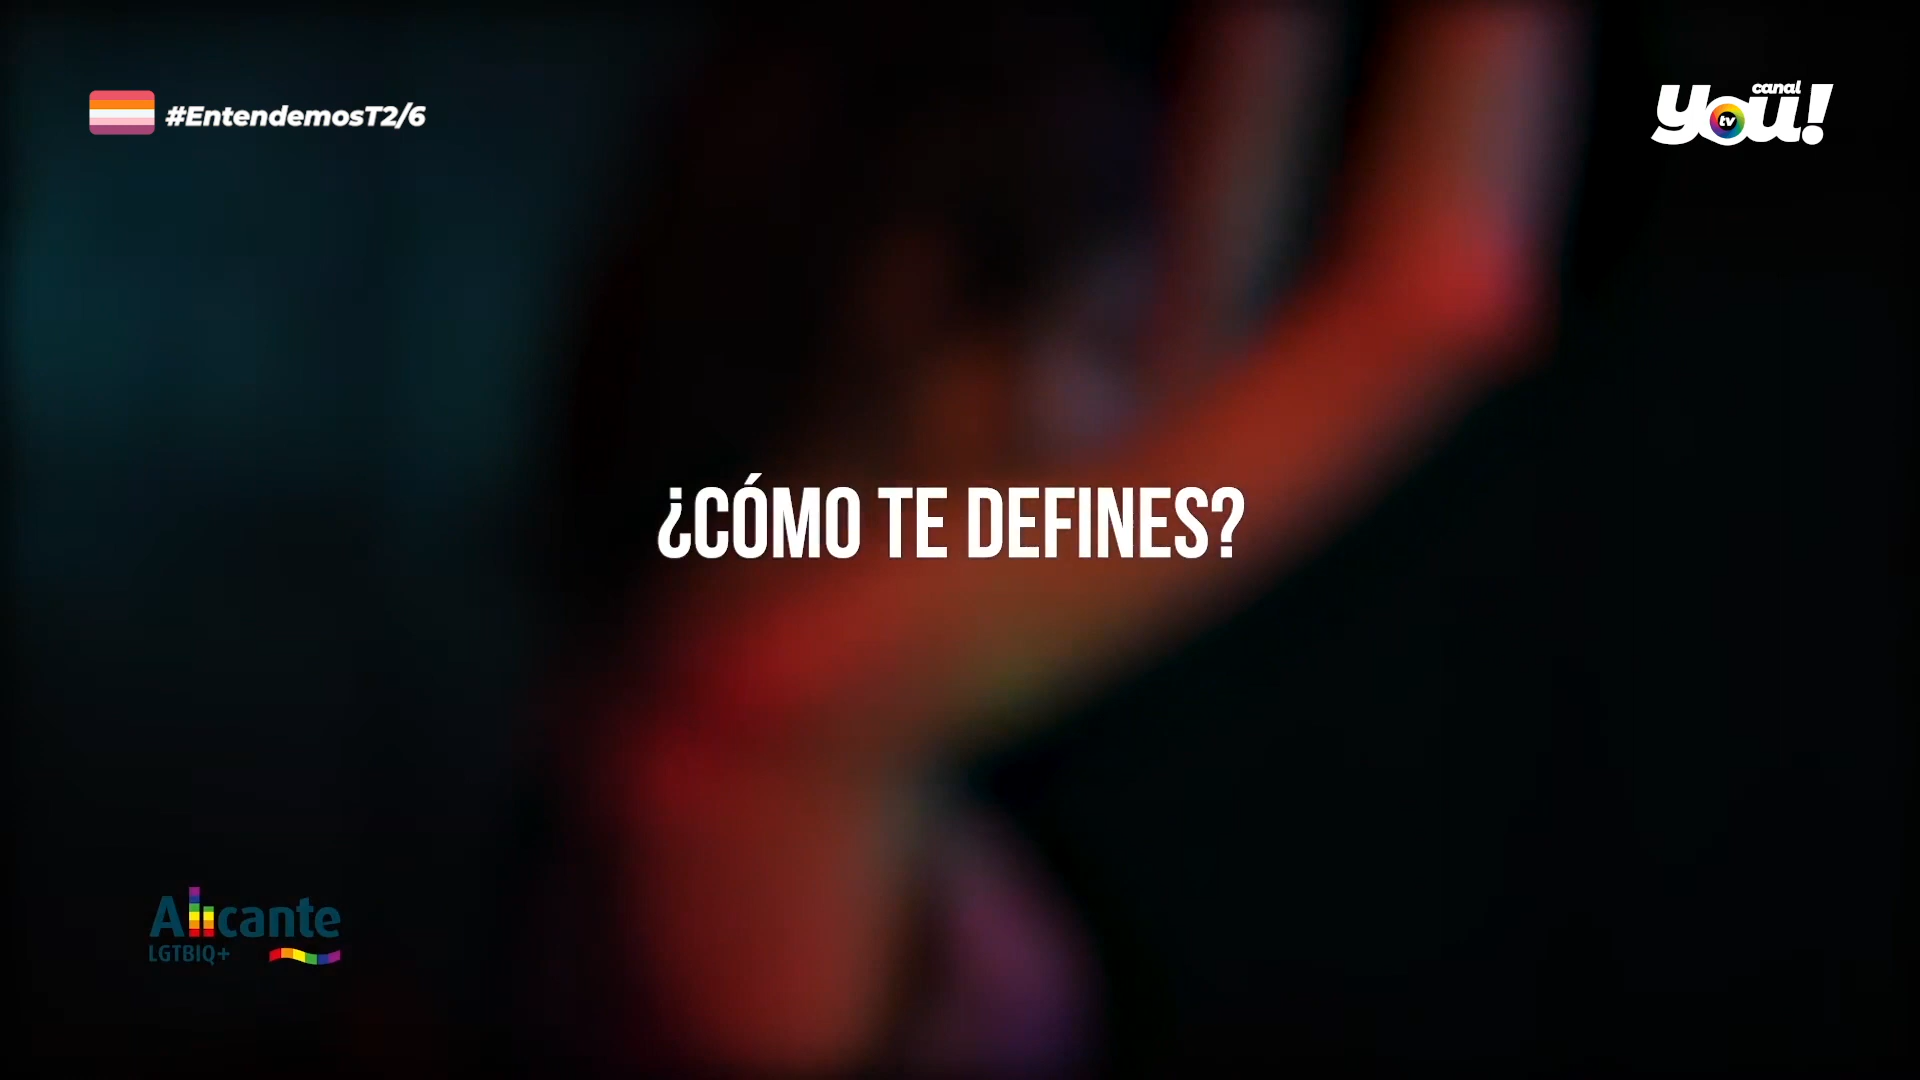 #EntendemosT2/6
canal
you!
tv
¿CÓMO TE DEFINES?
Alicante
LGTBIQ+